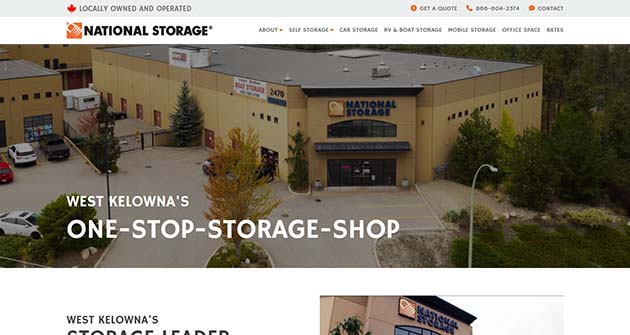 LOCALLY OWNED AND OPERATED
GET A QUOTE
866-604-2374
CONTACT
NATIONAL STORAGE®
ABOUT SELF STORAGE CAR STORAGE RV & BOAT STORAGE MOBILE STORAGE OFFICE SPACE RATES
BOAT STORAGE
2470
NATIONAL
STORAGE
WEST KELOWNA'S
ONE-STOP-STORAGE-SHOP
WEST KELOWNA'S
STORAGE LEADER
NATIONAL
STORAGE